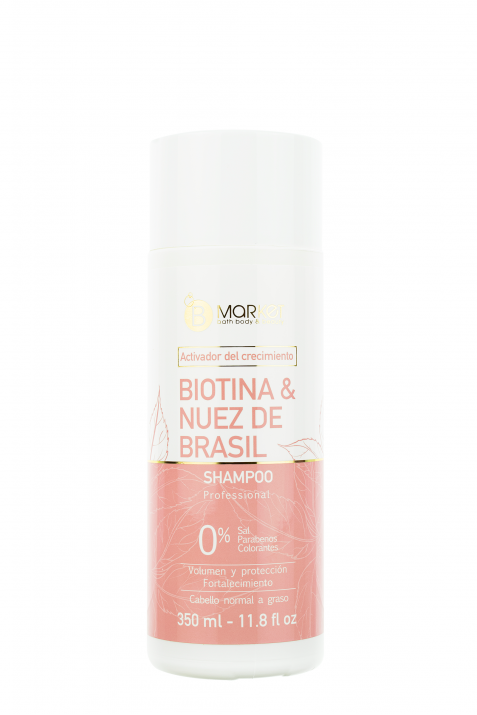 B
MARKET
bath body &
Activador del crecimiento
BIOTINA &
NUEZ DE
BRASIL
SHAMPOO
Professional
0%
Sal
Parabenos
Colorantes
Volumen y protección
Fortalecimiento
Cabello normal a graso
350 ml - 11.8 fl oz